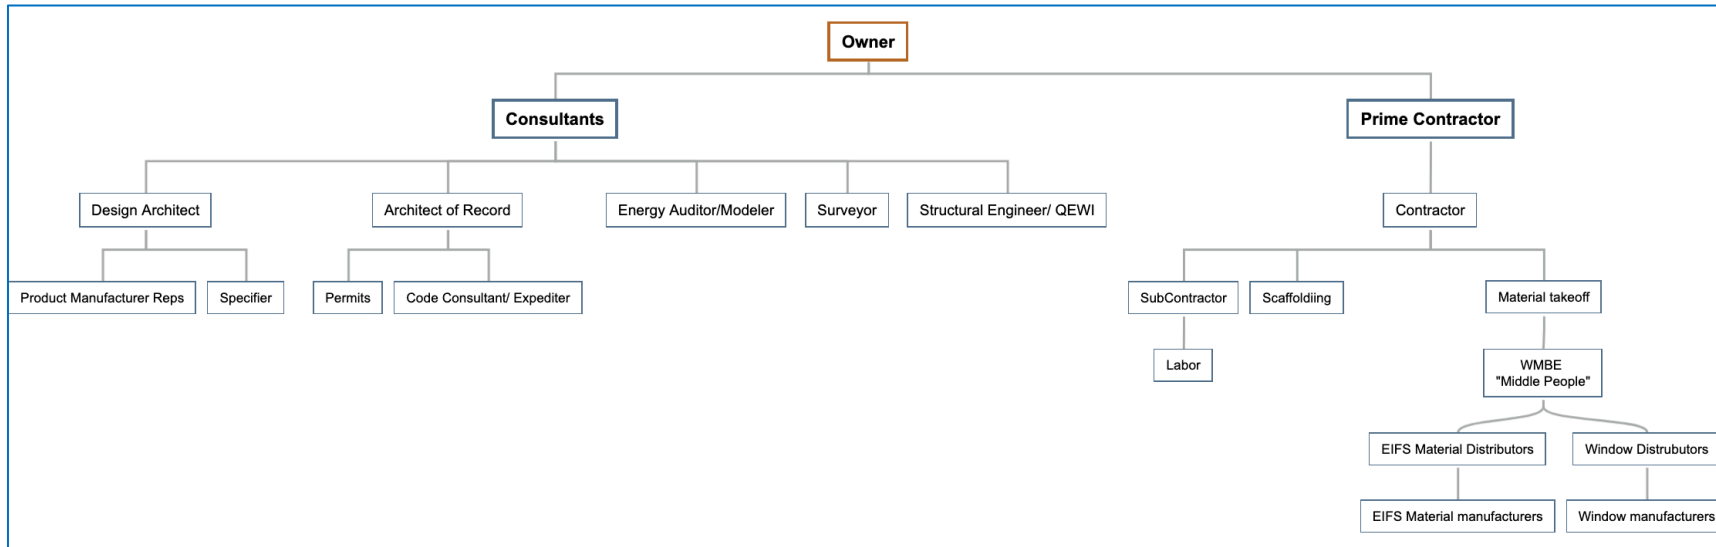 Owner
Consultants
Prime Contractor
Design Architect
Architect of Record
Energy Auditor/Modeler
Surveyor
Structural Engineer/ QEWI
Contractor
Product Manufacturer Reps
Specifier
Permits
Code Consultant/ Expediter
SubContractor
Scaffoldiing
Material takeoff
Labor
WMBE
"Middle People"
EIFS Material Distributors
Window Distrubutors
EIFS Material manufacturers
Window manufacturers